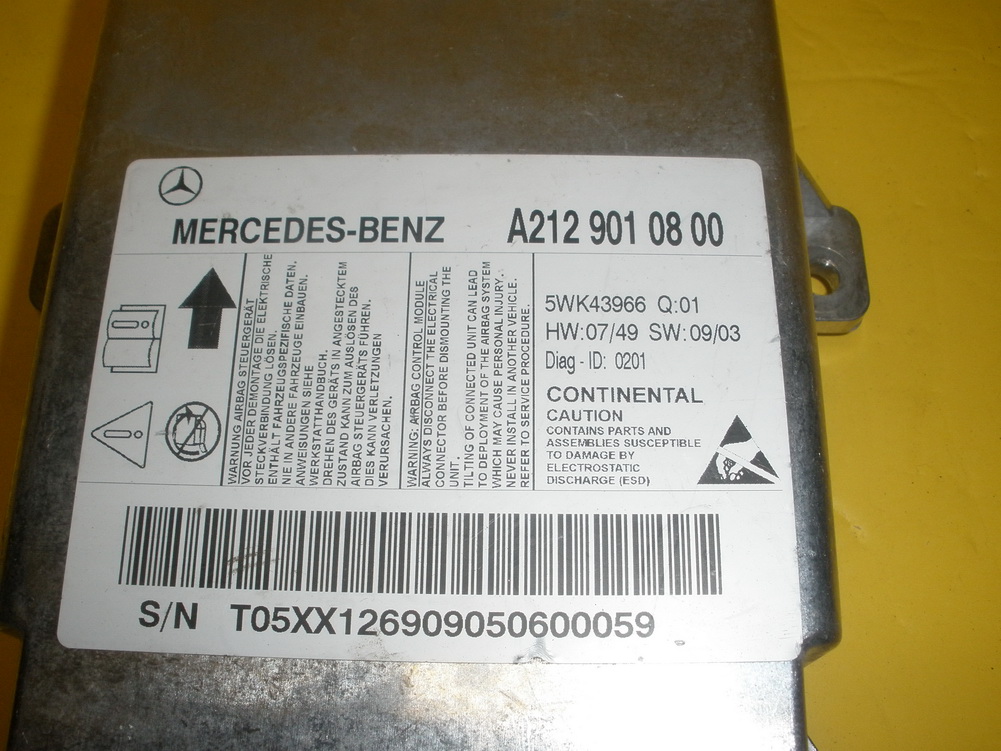 MERCEDES-BENZ
A212 901 08 00
WARNUNG AIRBAG STEUERGERÄT
VOR JEDER DEMONTAGE DIE ELEKTRISCHE
STECKVERBINDUNG LÖSEN.
ENTHÄLT FAHRZEUGSPEZIFISCHE DATEN.
NIE IN ANDERE FAHRZEUGE EINBAUEN.
ANWEISUNGEN SIEHE
WERKSTATTHANDBUCH.
DREHEN DES GERÄTS IN ANGESTECKTEM
ZUSTAND KANN ZUM AUSLÖSEN DES
AIRBAG STEUERGERÄTS FÜHREN.
DIES KANN VERLETZUNGEN
VERURSACHEN.
WARNING: AIRBAG CONTROL MODULE
ALWAYS DISCONNECT THE ELECTRICAL
CONNECTOR BEFORE DISMOUNTING THE
UNIT.
TILTING OF CONNECTED UNIT CAN LEAD
TO DEPLOYMENT OF THE AIRBAG SYSTEM
WHICH MAY CAUSE PERSONAL INJURY.
NEVER INSTALL IN ANOTHER VEHICLE.
REFER TO SERVICE PROCEDURE.
5WK43966 Q:01
HW:07/49 SW:09/03
Diag-ID: 0201
CONTINENTAL
CAUTION
CONTAINS PARTS AND
ASSEMBLIES SUSCEPTIBLE
TO DAMAGE BY
ELECTROSTATIC
DISCHARGE (ESD)
S/N T05XX126909050600059